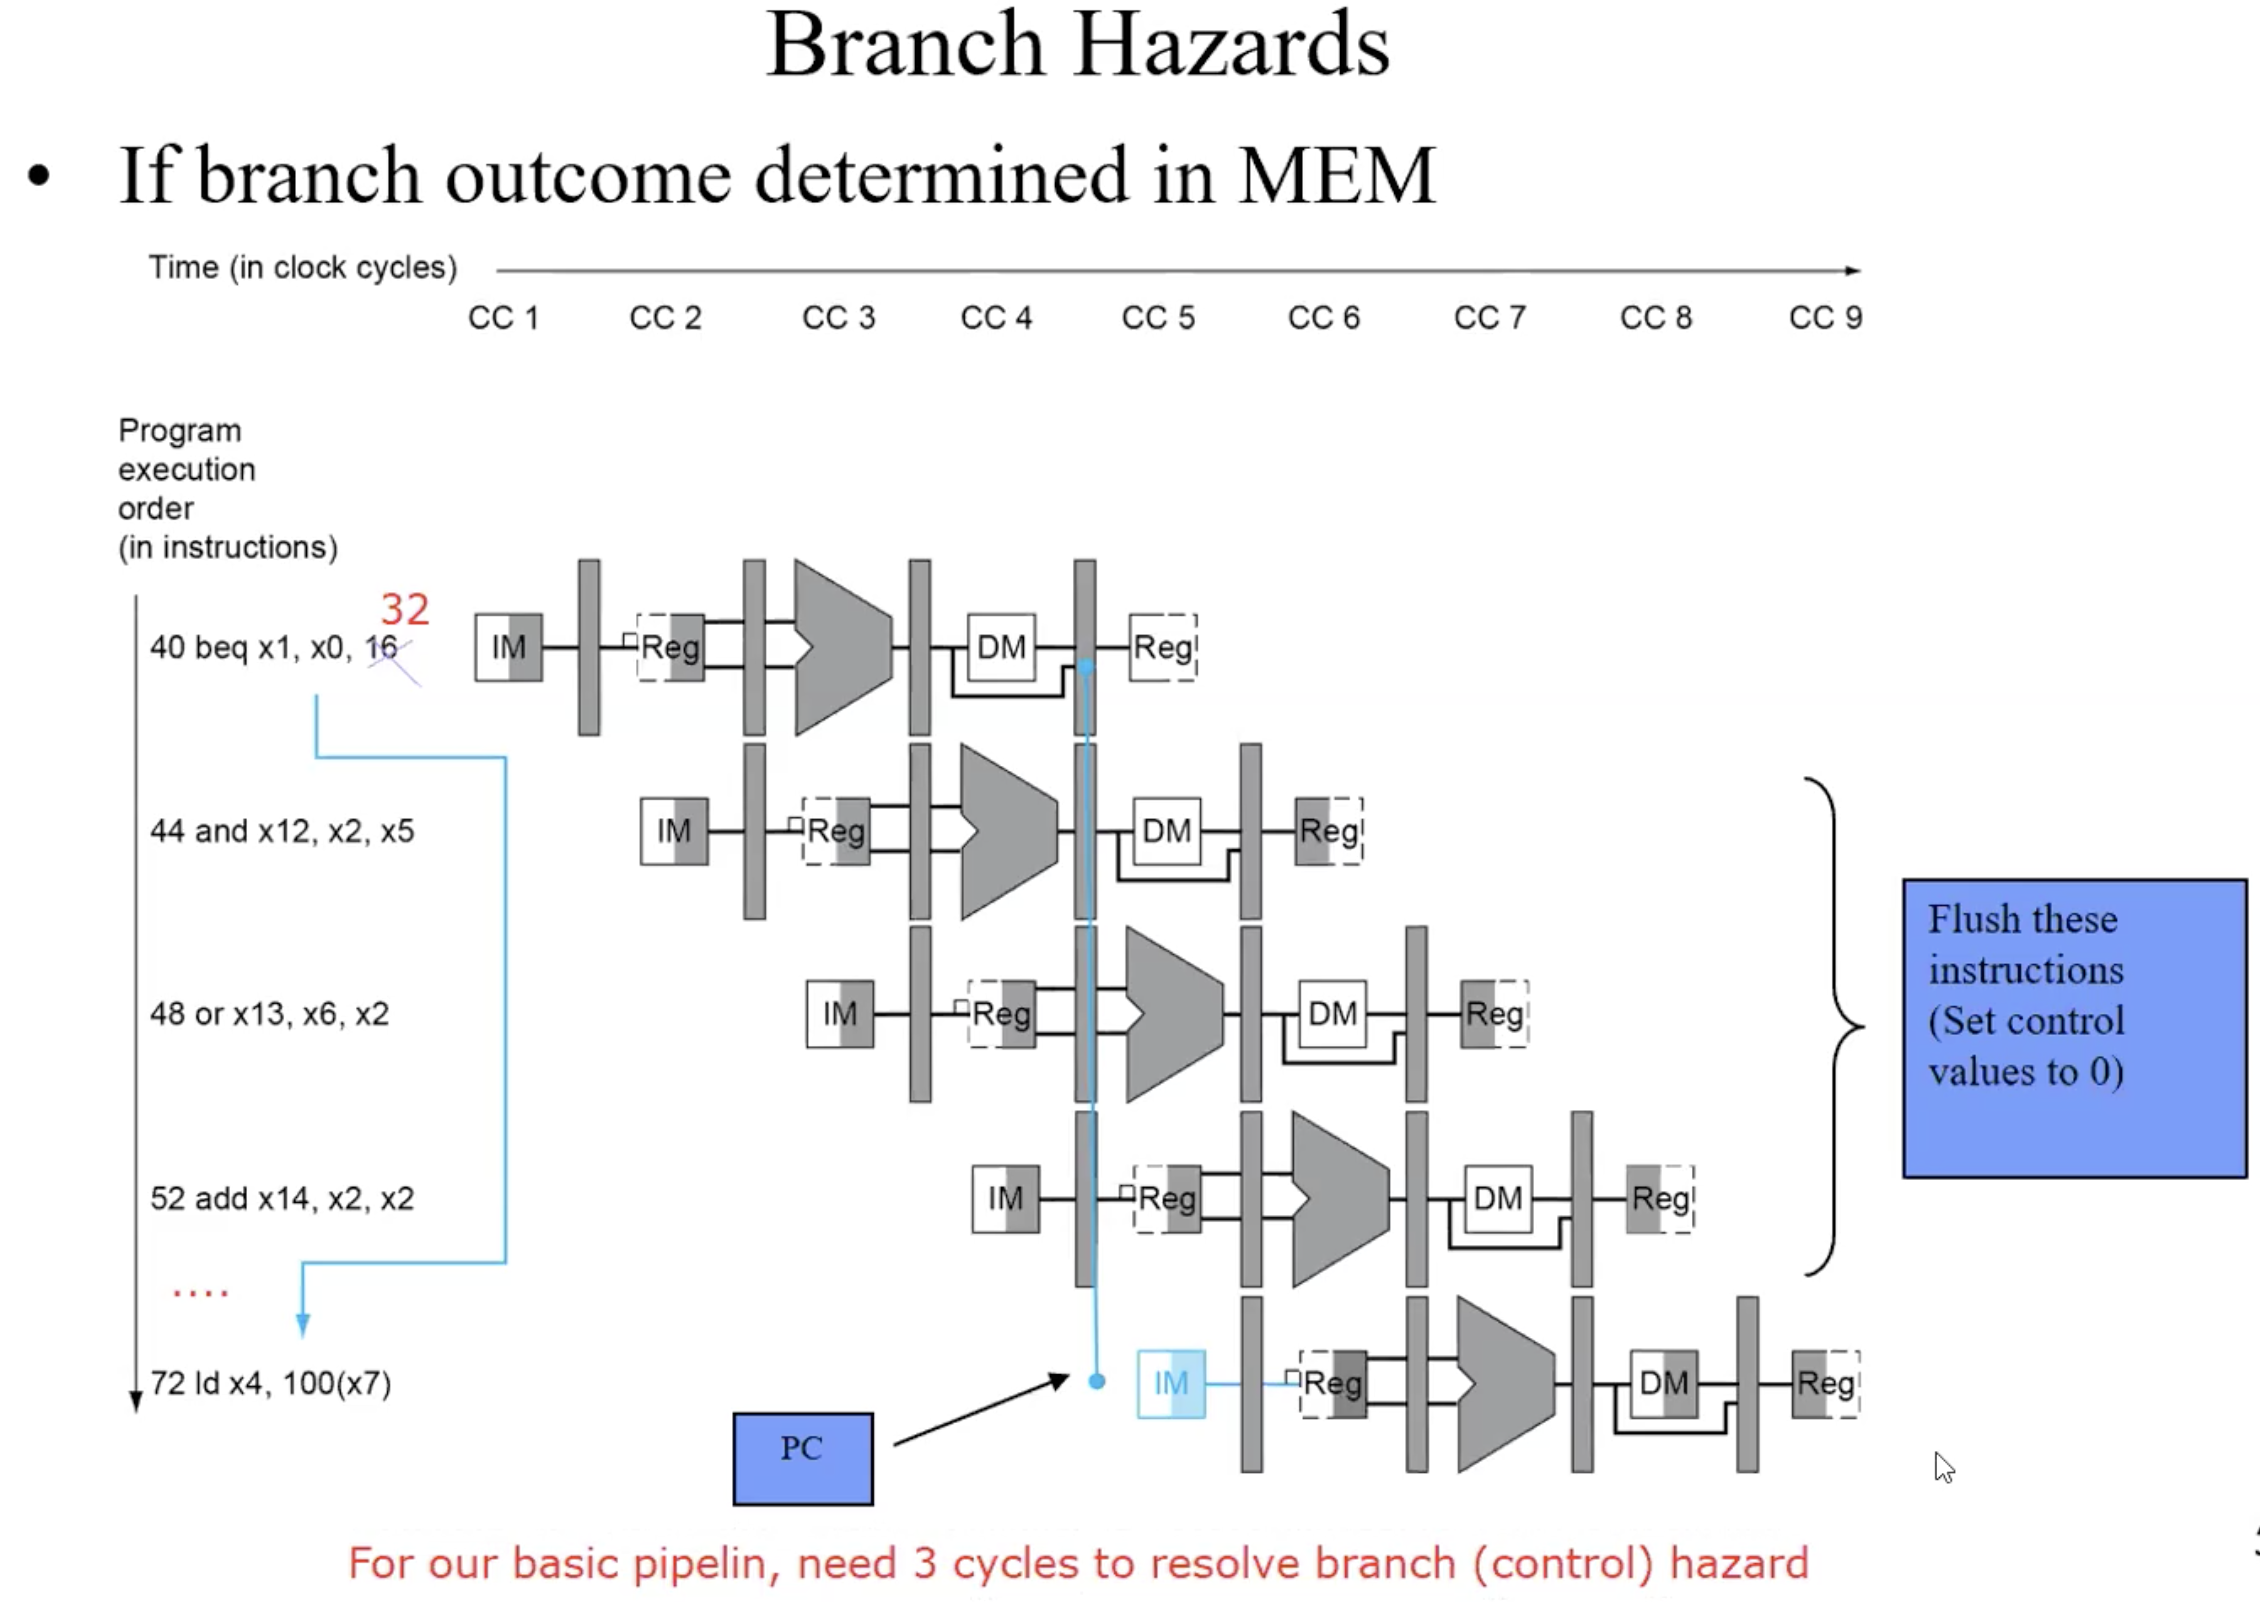 Branch Hazards
• If branch outcome determined in MEM
Time (in clock cycles)
CC 1 CC 2 CC 3 CC 4 CC 5 CC 6 CC 7 CC 8 CC 9
Program
execution
order
(in instructions)
32
40 beq x1, x0, 16
IM Reg DM Reg
44 and x12, x2, x5
IM Reg DM Reg
48 or x13, x6, x2
IM Reg DM Reg
52 add x14, x2, x2
IM Reg DM Reg
....
72 ld x4, 100(x7)
IM Reg DM Reg
Flush these
instructions
(Set control
values to 0)
PC
For our basic pipelin, need 3 cycles to resolve branch (control) hazard